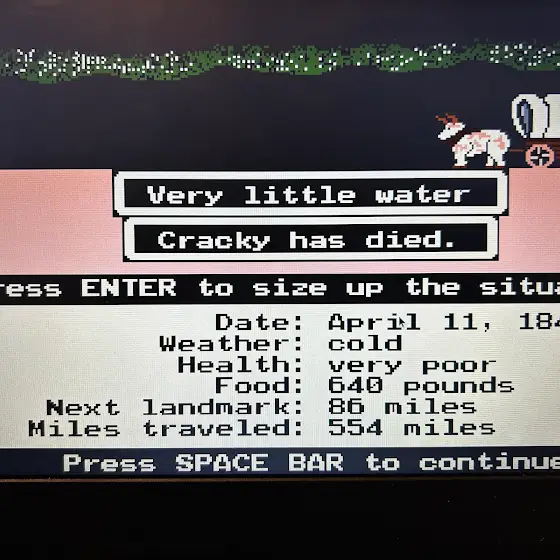 Very little water
Cracky has died.
ress ENTER to size up the situa
Date: April 11, 184
Weather: cold
Health: very poor
Food: 640 pounds
Next landmark: 86 miles
Miles traveled: 554 miles
Press SPACE BAR to continue